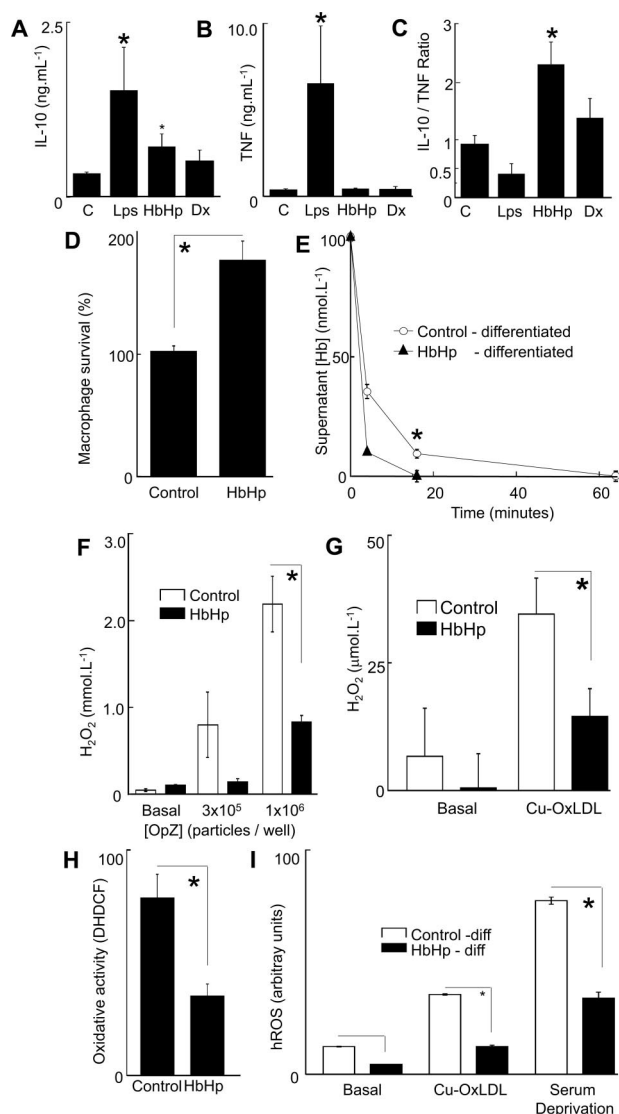 A
2.5
IL-10 (ng.mL-1)
0
*
*
C Lps HbHp Dx
B
10.0
TNF (ng.mL-1)
0
*
C Lps HbHp Dx
C
3
2
1
0.5
0
IL-10 / TNF Ratio
*
C Lps HbHp Dx
D
200
100
0
Macrophage survival (%)
*
Control HbHp
E
100
50
0
Supernatant [Hb] (nmol.L-1)
Control - differentiated
HbHp - differentiated
*
0 20 40 60
Time (minutes)
F
3.0
2.0
1.0
0
H2O2 (mmol.L-1)
Control
HbHp
*
Basal 3x10⁵ 1x10⁶
[OpZ] (particles / well)
G
50
25
0
H2O2 (μmol.L-1)
Control
HbHp
*
Basal Cu-OxLDL
H
100
0
Oxidative activity (DHDCF)
*
Control HbHp
I
100
0
hROS (arbitray units)
Control -diff
HbHp - diff
*
*
Basal Cu-OxLDL Serum
Deprivation